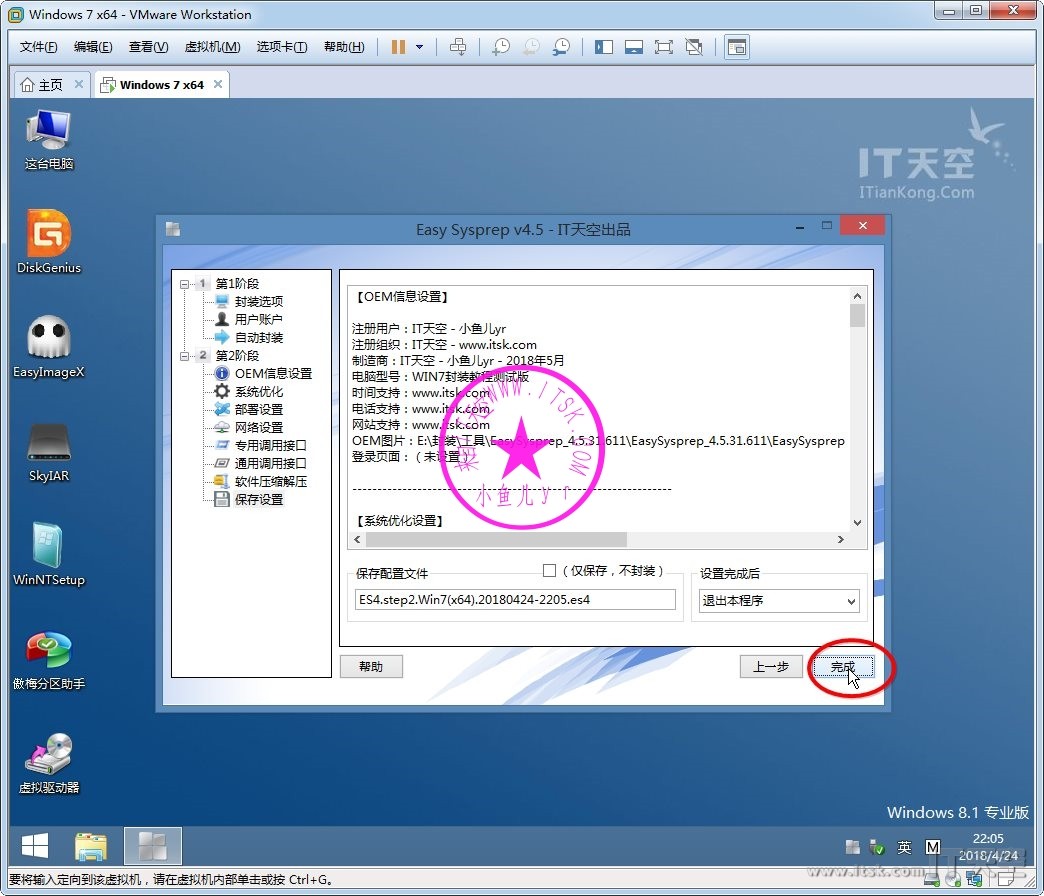 Windows 7 x64 - VMware Workstation
文件(F) 编辑(E) 查看(V) 虚拟机(M) 选项卡(T) 帮助(H)
主页 Windows 7 x64
这台电脑
DiskGenius
EasyImageX
SkyIAR
WinNTSetup
傲梅分区助手
虚拟驱动器
IT天空
ITianKong.Com
Easy Sysprep v4.5 - IT天空出品
1 第1阶段
封装选项
用户账户
自动封装
2 第2阶段
OEM信息设置
系统优化
部署设置
网络设置
专用调用接口
通用调用接口
软件压缩解压
保存设置
【OEM信息设置】
注册用户：IT天空 - 小鱼儿yr
注册组织：IT天空 - www.itsk.com
制造商：IT天空 - 小鱼儿yr - 2018年5月
电脑型号：WIN7封装教程测试版
时间支持：www.itsk.com
电话支持：www.itsk.com
网站支持：www.itsk.com
OEM图片：E:\封装\工具\EasySysprep_4.5.31.611\EasySysprep_4.5.31.611\EasySysprep
登录页面：（未设置）
------------------------------------------------------------
【系统优化设置】
WWW.ITSK.COM
小鱼儿yr
保存配置文件
（仅保存，不封装）
ES4.step2.Win7(x64).20180424-2205.es4
设置完成后
退出本程序
帮助
上一步
完成
Windows 8.1 专业版
英 M
22:05
2018/4/24
IT天空
www.itsk.com
要将输入定向到该虚拟机，请在虚拟机内部单击或按 Ctrl+G。